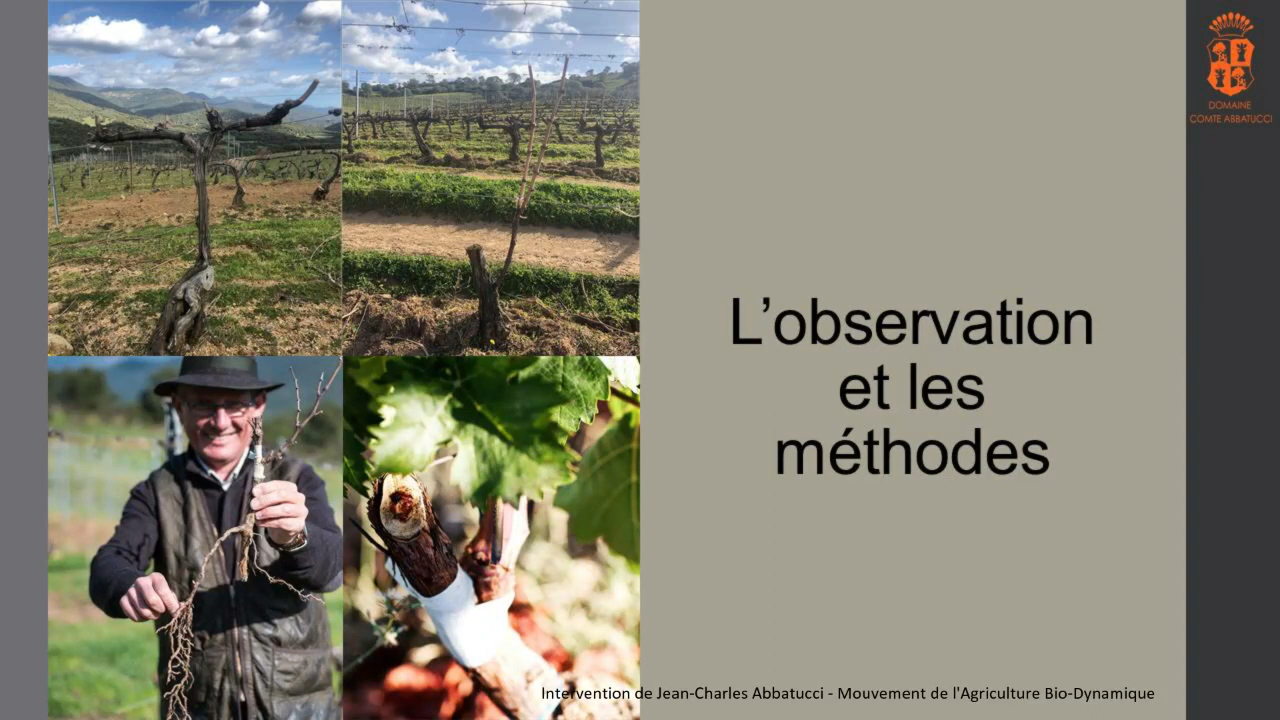 DOMAINE
COMTE ABBATUCCI
L’observation
et les
méthodes
Intervention de Jean-Charles Abbatucci - Mouvement de l'Agriculture Bio-Dynamique